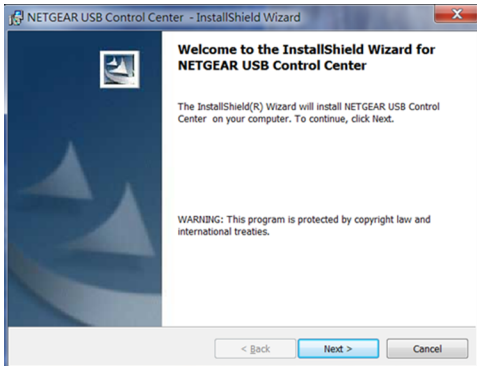 NETGEAR USB Control Center - InstallShield Wizard
X
Welcome to the InstallShield Wizard for
NETGEAR USB Control Center
The InstallShield(R) Wizard will install NETGEAR USB Control
Center on your computer. To continue, click Next.
WARNING: This program is protected by copyright law and
international treaties.
< Back
Next >
Cancel